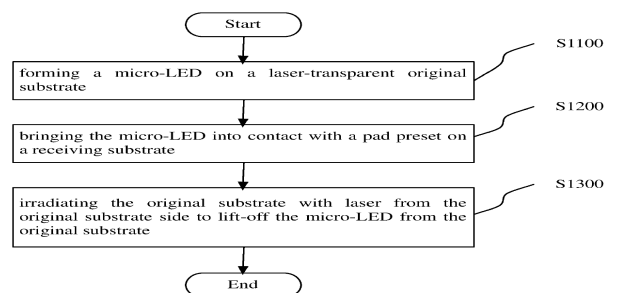 Start
S1100
forming a micro-LED on a laser-transparent original
substrate
S1200
bringing the micro-LED into contact with a pad preset on
a receiving substrate
S1300
irradiating the original substrate with laser from the
original substrate side to lift-off the micro-LED from the
original substrate
End